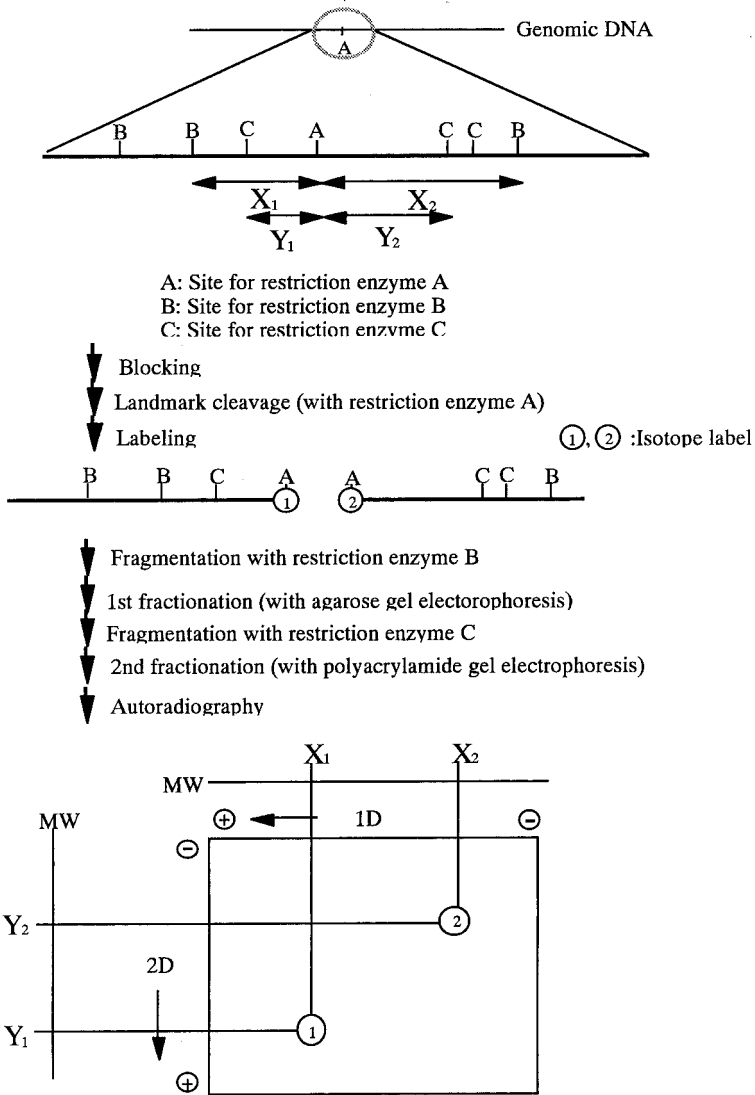 Genomic DNA
A
B B C A C C B
X1 X2
Y1 Y2
A: Site for restriction enzyme A
B: Site for restriction enzyme B
C: Site for restriction enzyme C
Blocking
Landmark cleavage (with restriction enzyme A)
Labeling
1, 2 :Isotope label
B B C A A C C B
1 2
Fragmentation with restriction enzyme B
1st fractionation (with agarose gel electorophoresis)
Fragmentation with restriction enzyme C
2nd fractionation (with polyacrylamide gel electrophoresis)
Autoradiography
X1 X2
MW
+ 1D −
MW
−
Y2 2
2D
Y1 1
+